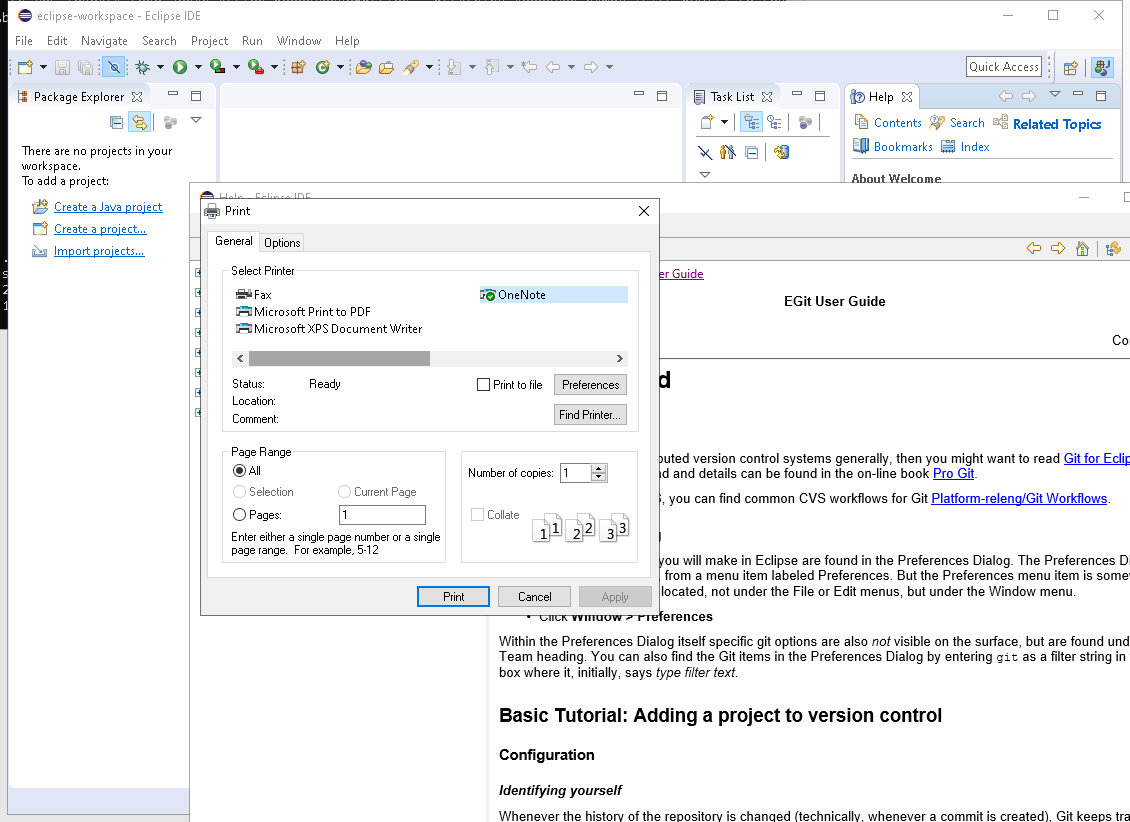 eclipse-workspace - Eclipse IDE
File Edit Navigate Search Project Run Window Help
Quick Access
Package Explorer
There are no projects in your
workspace.
To add a project:
Create a Java project
Create a project...
Import projects...
Task List
Help
Contents Search Related Topics
Bookmarks Index
About Welcome
Help - Eclipse IDE
Print
General Options
Select Printer
Fax
OneNote
Microsoft Print to PDF
Microsoft XPS Document Writer
Status: Ready
Location:
Comment:
Print to file
Preferences
Find Printer...
Page Range
All
Selection Current Page
Pages: 1
Enter either a single page number or a single
page range. For example, 5-12
Number of copies: 1
Collate
1 1 2 2 3 3
Print Cancel Apply
er Guide
EGit User Guide
Co
d
buted version control systems generally, then you might want to read Git for Eclip
nd and details can be found in the on-line book Pro Git.
S, you can find common CVS workflows for Git Platform-releng/Git Workflows.
you will make in Eclipse are found in the Preferences Dialog. The Preferences Di
from a menu item labeled Preferences. But the Preferences menu item is somew
located, not under the File or Edit menus, but under the Window menu.
• Click Window > Preferences
Within the Preferences Dialog itself specific git options are also not visible on the surface, but are found und
Team heading. You can also find the Git items in the Preferences Dialog by entering git as a filter string in
box where it, initially, says type filter text.
Basic Tutorial: Adding a project to version control
Configuration
Identifying yourself
Whenever the history of the repository is changed (technically, whenever a commit is created), Git keeps tra